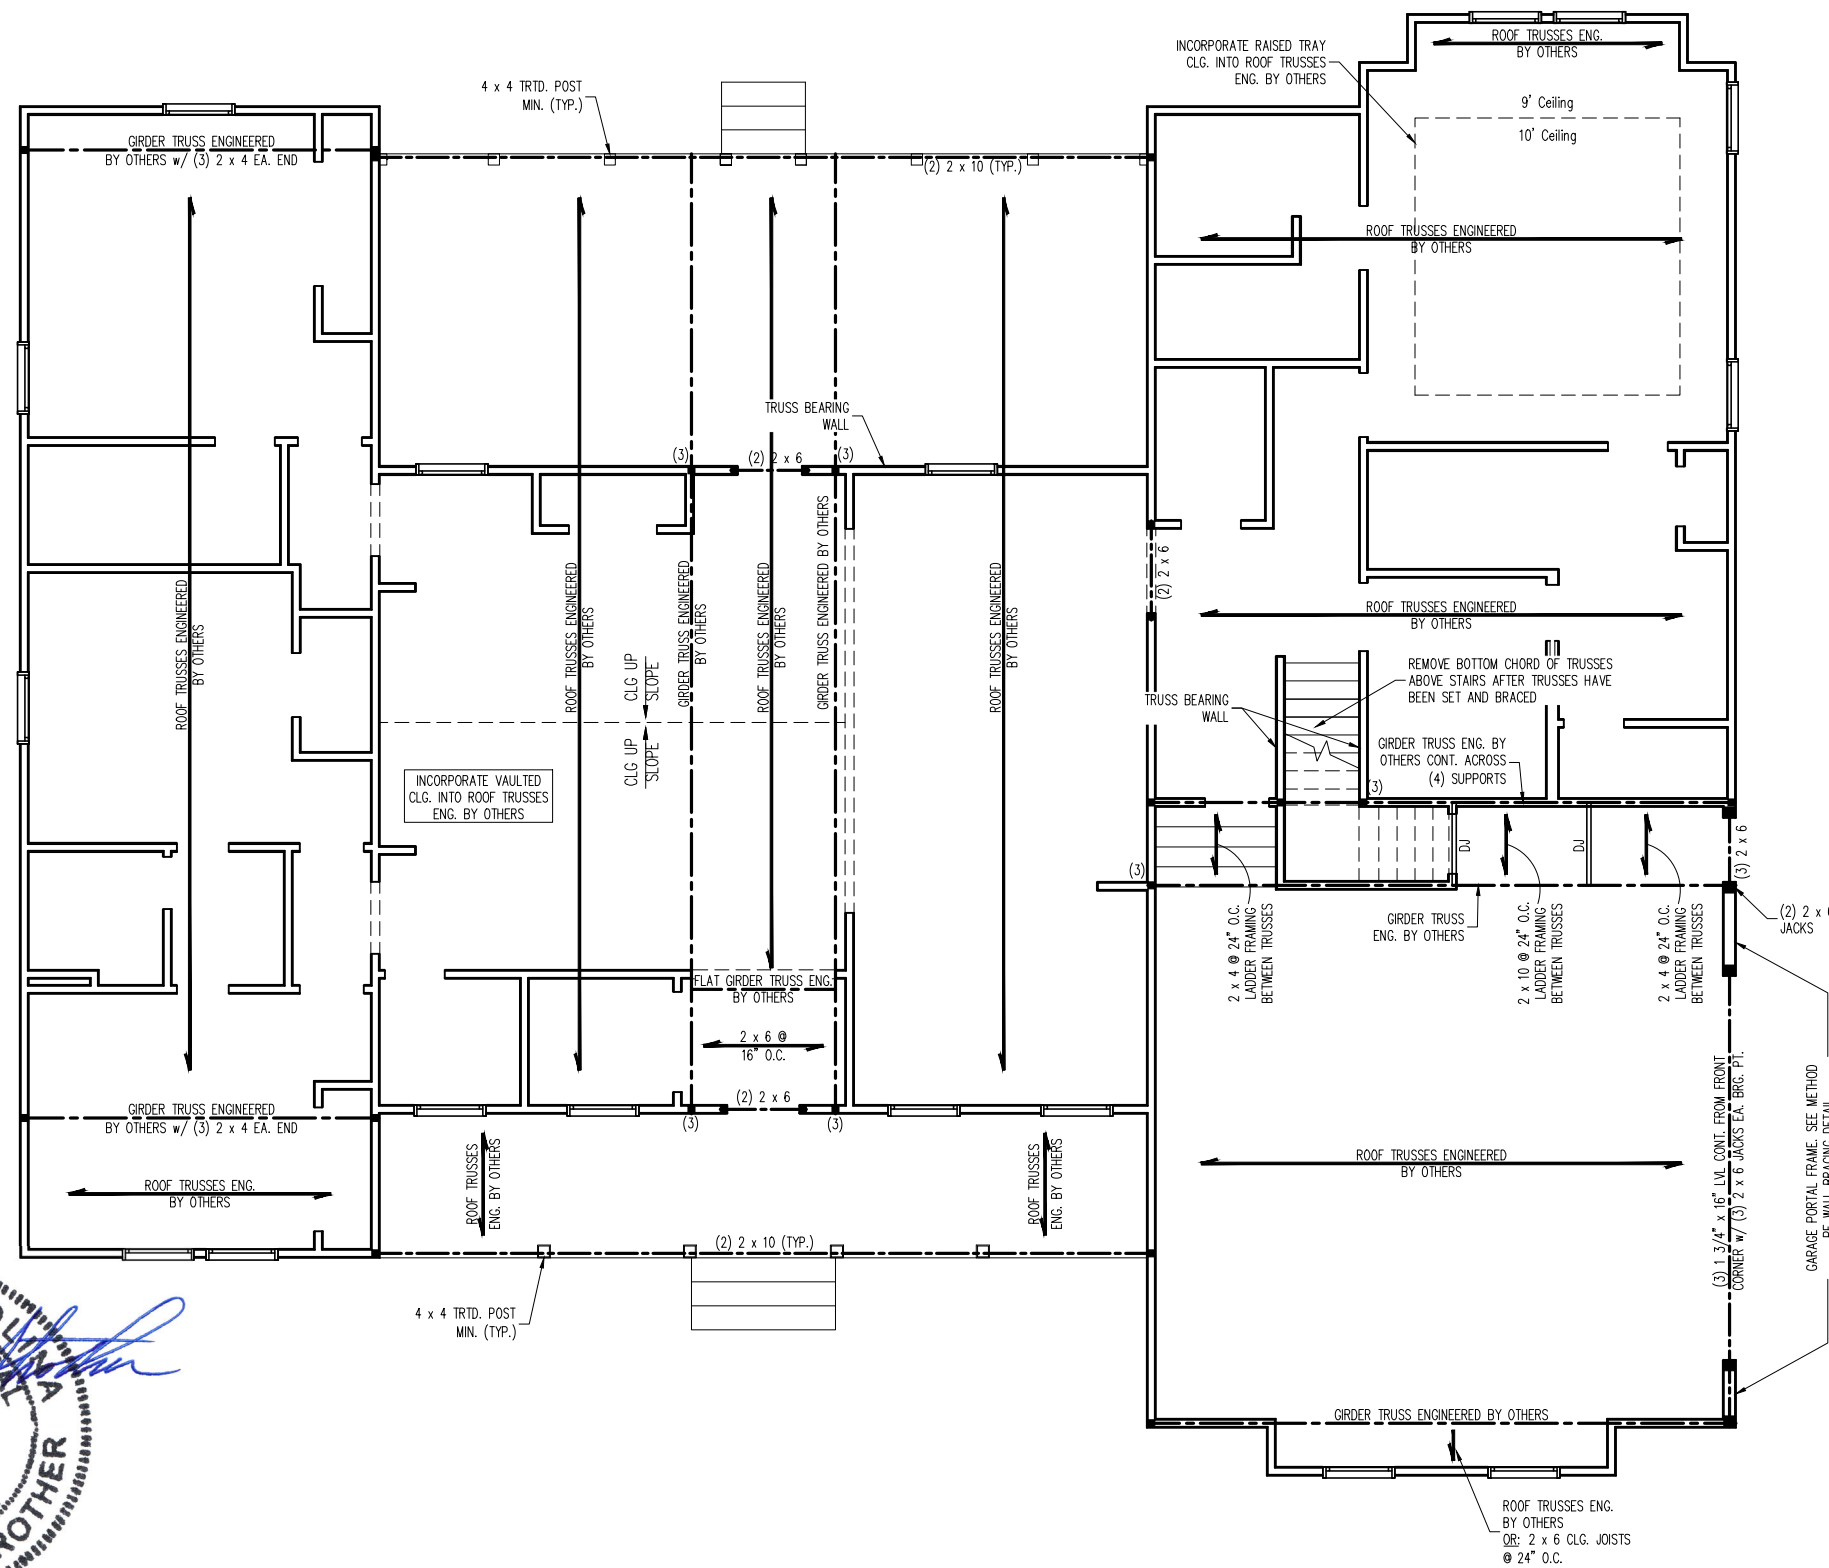 ROOF TRUSSES ENG.
BY OTHERS
INCORPORATE RAISED TRAY
CLG. INTO ROOF TRUSSES
ENG. BY OTHERS
4 x 4 TRTD. POST
MIN. (TYP.)
9' Ceiling
10' Ceiling
GIRDER TRUSS ENGINEERED
BY OTHERS w/ (3) 2 x 4 EA. END
(2) 2 x 10 (TYP.)
ROOF TRUSSES ENGINEERED
BY OTHERS
TRUSS BEARING
WALL
(3)
(2) 2 x 6
(3)
ROOF TRUSSES ENGINEERED
BY OTHERS
ROOF TRUSSES ENGINEERED
BY OTHERS
GIRDER TRUSS ENGINEERED
BY OTHERS
ROOF TRUSSES ENGINEERED
BY OTHERS
GIRDER TRUSS ENGINEERED BY OTHERS
ROOF TRUSSES ENGINEERED
BY OTHERS
(2) 2 x 6
ROOF TRUSSES ENGINEERED
BY OTHERS
CLG UP
SLOPE
CLG UP
SLOPE
REMOVE BOTTOM CHORD OF TRUSSES
ABOVE STAIRS AFTER TRUSSES HAVE
BEEN SET AND BRACED
TRUSS BEARING
WALL
GIRDER TRUSS ENG. BY
OTHERS CONT. ACROSS
(4) SUPPORTS
(3)
INCORPORATE VAULTED
CLG. INTO ROOF TRUSSES
ENG. BY OTHERS
DJ
DJ
(3) 2 x 6
(3)
2 x 4 @ 24" O.C.
LADDER FRAMING
BETWEEN TRUSSES
GIRDER TRUSS
ENG. BY OTHERS
2 x 10 @ 24" O.C.
LADDER FRAMING
BETWEEN TRUSSES
2 x 4 @ 24" O.C.
LADDER FRAMING
BETWEEN TRUSSES
(2) 2 x
JACKS
FLAT GIRDER TRUSS ENG.
BY OTHERS
2 x 6 @
16" O.C.
(2) 2 x 6
(3)
(3)
GIRDER TRUSS ENGINEERED
BY OTHERS w/ (3) 2 x 4 EA. END
ROOF TRUSSES ENG.
BY OTHERS
ROOF TRUSSES
ENG. BY OTHERS
ROOF TRUSSES
ENG. BY OTHERS
ROOF TRUSSES ENGINEERED
BY OTHERS
(3) 1 3/4" x 16" LVL CONT. FROM FRONT
CORNER w/ (3) 2 x 6 JACKS EA. BRG. PT.
GARAGE PORTAL FRAME. SEE METHOD
PF WALL BRACING DETAIL
(2) 2 x 10 (TYP.)
4 x 4 TRTD. POST
MIN. (TYP.)
GIRDER TRUSS ENGINEERED BY OTHERS
ROOF TRUSSES ENG.
BY OTHERS
OR: 2 x 6 CLG. JOISTS
@ 24" O.C.